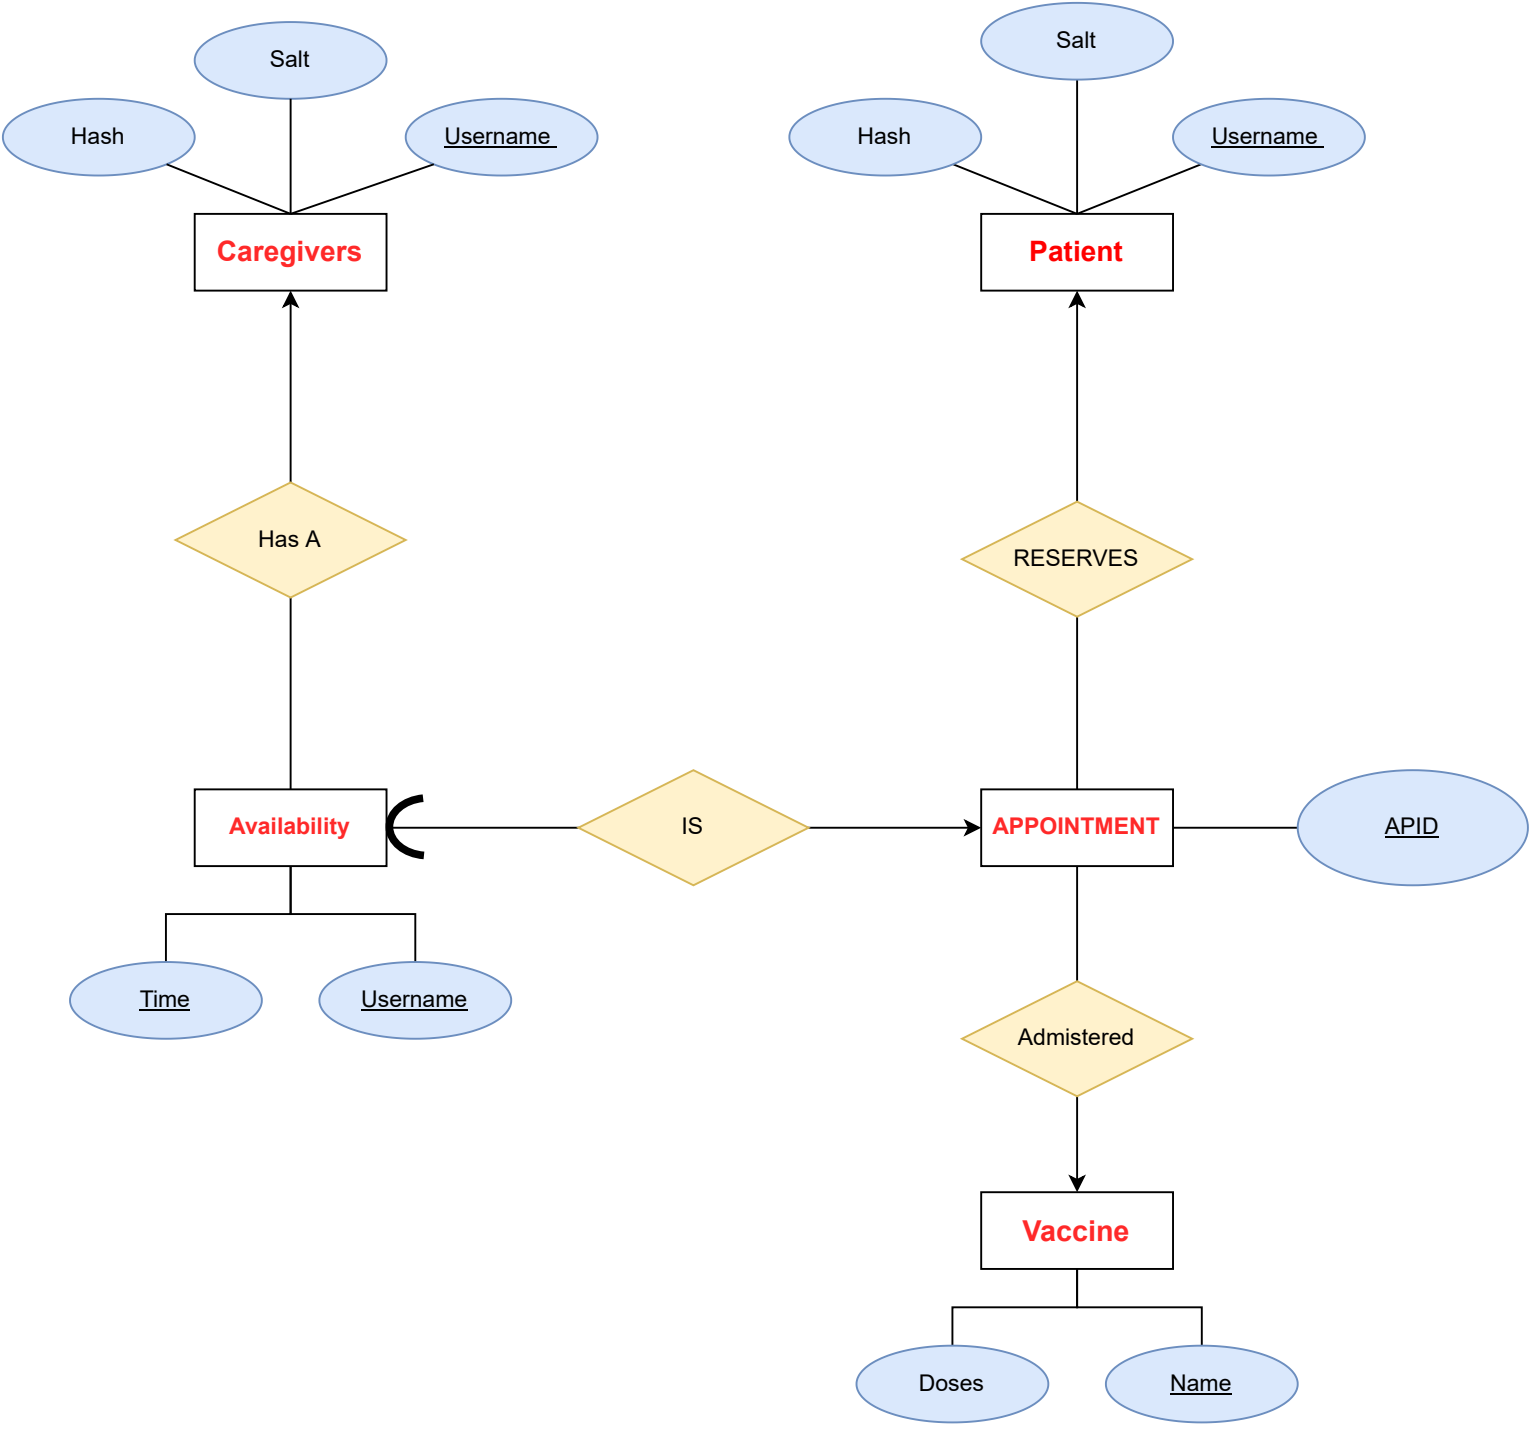 Salt
Salt
Hash
Username
Hash
Username
Caregivers
Patient
Has A
RESERVES
Availability
IS
APPOINTMENT
APID
Time
Username
Admistered
Vaccine
Doses
Name